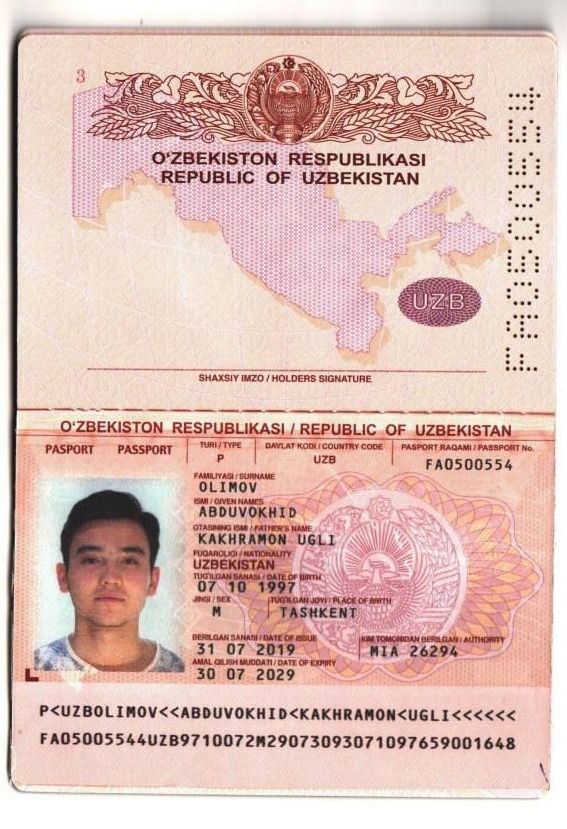 3
O'ZBEKISTON RESPUBLIKASI
REPUBLIC OF UZBEKISTAN
FA0500554
UZB
SHAXSIY IMZO / HOLDERS SIGNATURE
O'ZBEKISTON RESPUBLIKASI / REPUBLIC OF UZBEKISTAN
PASPORT PASSPORT TURI / TYPE DAVLAT KODI / COUNTRY CODE PASPORT RAQAMI / PASSPORT No.
P UZB FA0500554
FAMILIYASI / SURNAME
OLIMOV
ISMI / GIVEN NAMES
ABDUVOKHID
OTASINING ISMI / FATHER'S NAME
KAKHRAMON UGLI
FUQAROLIGI / NATIONALITY
UZBEKISTAN
TUG'ILGAN SANASI / DATE OF BIRTH
07 10 1997
JINSI / SEX TUG'ILGAN JOYI / PLACE OF BIRTH
M TASHKENT
BERILGAN SANASI / DATE OF ISSUE KIM TOMONIDAN BERILGAN / AUTHORITY
31 07 2019 MIA 26294
AMAL QILISH MUDDATI / DATE OF EXPIRY
30 07 2029
P<UZBOLIMOV<<ABDUVOKHID<KAKHRAMON<UGLI<<<<<<
FA05005544UZB9710072M29073093071097659001648